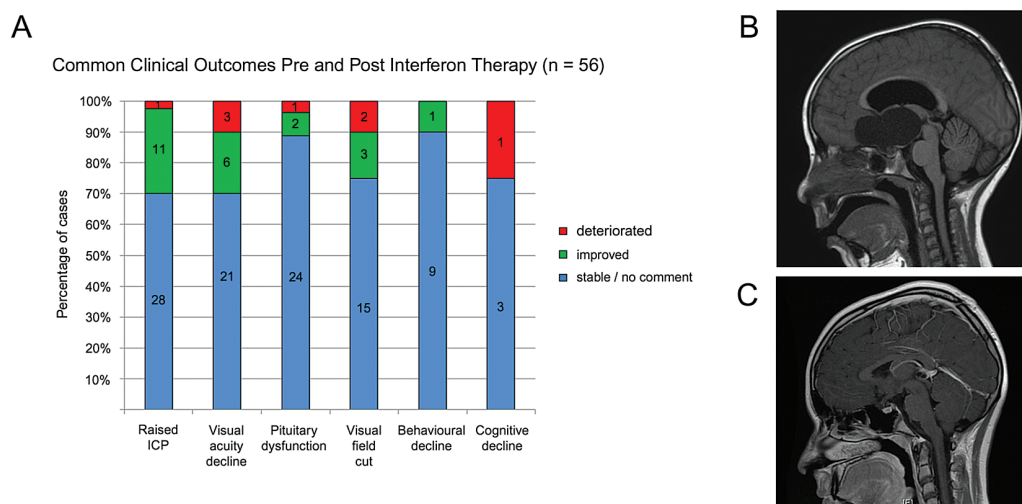 A
Common Clinical Outcomes Pre and Post Interferon Therapy (n = 56)
Percentage of cases
100%
90%
80%
70%
60%
50%
40%
30%
20%
10%
1
11
28
3
6
21
1
2
24
2
3
15
1
9
1
3
Raised
ICP
Visual
acuity
decline
Pituitary
dysfunction
Visual
field
cut
Behavioural
decline
Cognitive
decline
deteriorated
improved
stable / no comment
B
C